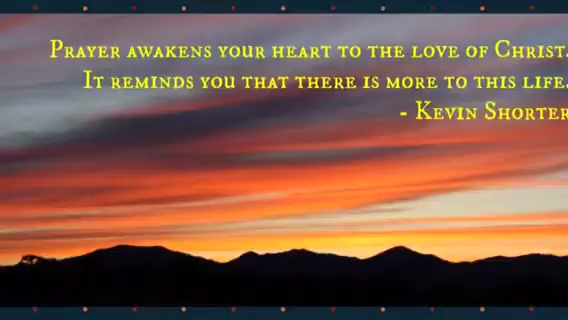 Prayer awakens your heart to the love of Christ.
It reminds you that there is more to this life.
- Kevin Shorter